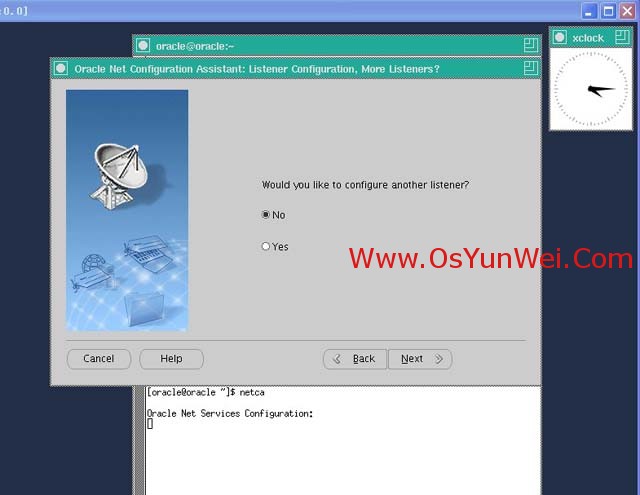 :0.0]
oracle@oracle:~
xclock
Oracle Net Configuration Assistant: Listener Configuration, More Listeners?
Would you like to configure another listener?
No
Yes
Www.OsYunWei.Com
Cancel
Help
Back
Next
[oracle@oracle ~]$ netca
Oracle Net Services Configuration: